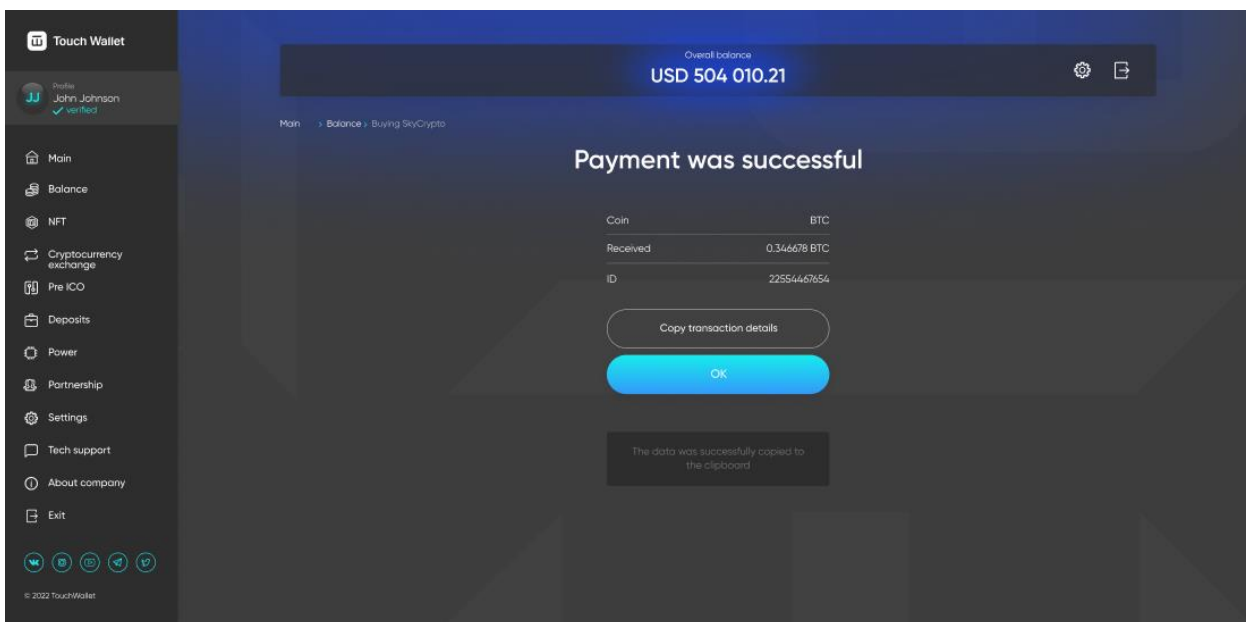 Touch Wallet
Profile
John Johnson
verified
Main
Balance
NFT
Cryptocurrency
exchange
Pre ICO
Deposits
Power
Partnership
Settings
Tech support
About company
Exit
© 2022 TouchWallet
Overall balance
USD 504 010.21
Main > Balance > Buying SkyCrypto
Payment was successful
Coin BTC
Received 0.346678 BTC
ID 22554467654
Copy transaction details
OK
The data was successfully copied to
the clipboard